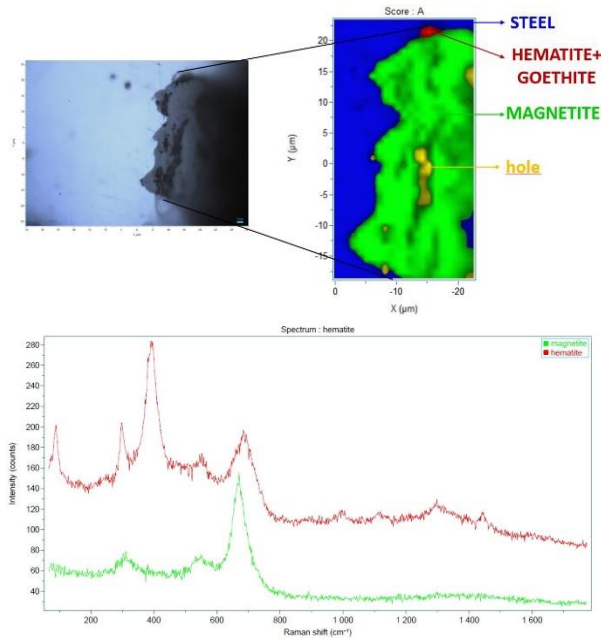 Score : A
STEEL
HEMATITE+
GOETHITE
MAGNETITE
hole
Y (µm)
20
15
10
5
0
-5
-10
-15
0
-10
-20
X (µm)
Spectrum : hematite
magnetite
hematite
Intensity (counts)
280
260
240
220
200
180
160
140
120
100
80
60
40
200
400
600
800
1 000
1 200
1 400
1 600
Raman shift (cm⁻¹)